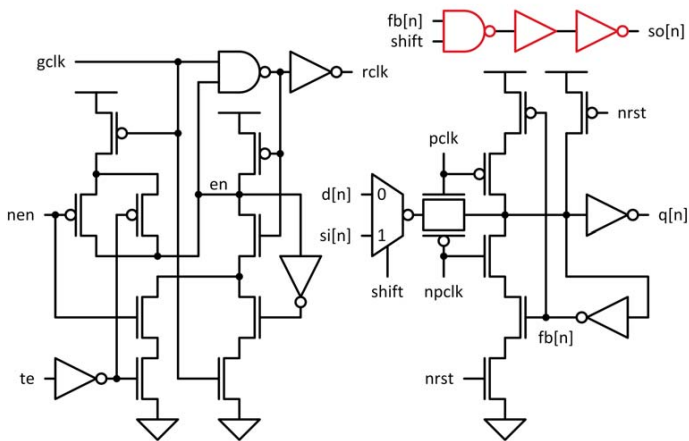 fb[n]
shift
so[n]
gclk
rclk
nrst
pclk
en
d[n]
0
nen
q[n]
si[n]
1
shift
npclk
fb[n]
te
nrst